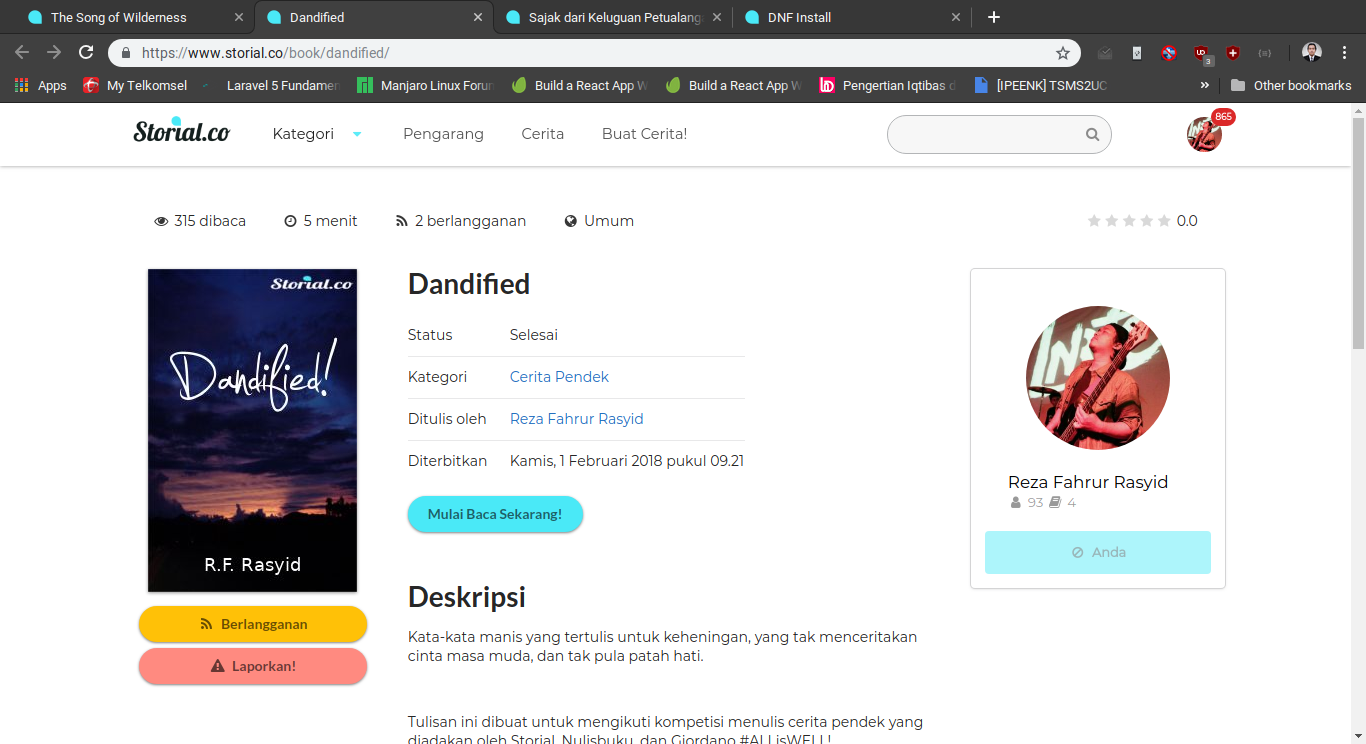 The Song of Wilderness
Dandified
Sajak dari Keluguan Petualang
DNF Install
https://www.storial.co/book/dandified/
3
Apps
My Telkomsel
Laravel 5 Fundamen
Manjaro Linux Forum
Build a React App W
Build a React App W
Pengertian Iqtibas d
[IPEENK] TSMS2UC
»
Other bookmarks
Storial.co
Kategori
Pengarang
Cerita
Buat Cerita!
865
315 dibaca
5 menit
2 berlangganan
Umum
0.0
Storial.co
Dandified!
R.F. Rasyid
Berlangganan
Laporkan!
Dandified
Status Selesai
Kategori Cerita Pendek
Ditulis oleh Reza Fahrur Rasyid
Diterbitkan Kamis, 1 Februari 2018 pukul 09.21
Mulai Baca Sekarang!
Deskripsi
Kata-kata manis yang tertulis untuk keheningan, yang tak menceritakan
cinta masa muda, dan tak pula patah hati.
Tulisan ini dibuat untuk mengikuti kompetisi menulis cerita pendek yang
diadakan oleh Storial, Nulisbuku, dan Giordano #ALLisWELL!
Reza Fahrur Rasyid
93 4
Anda